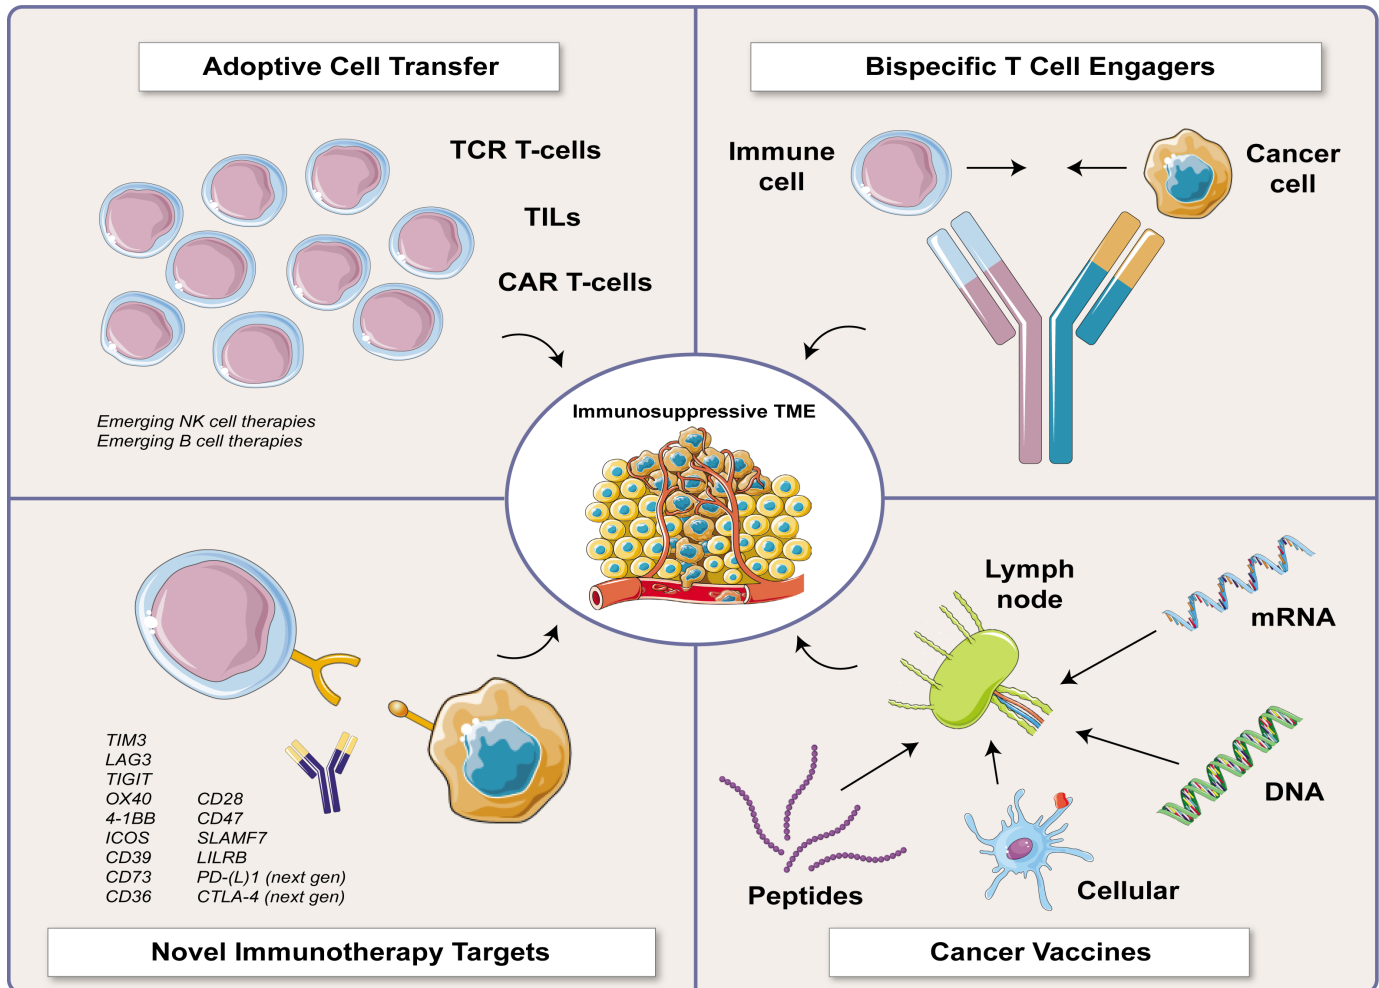 Adoptive Cell Transfer
TCR T-cells
TILs
CAR T-cells
Emerging NK cell therapies
Emerging B cell therapies
Bispecific T Cell Engagers
Immune
cell
Cancer
cell
Immunosuppressive TME
TIM3
LAG3
TIGIT
OX40
4-1BB
ICOS
CD39
CD73
CD36
CD28
CD47
SLAMF7
LILRB
PD-(L)1 (next gen)
CTLA-4 (next gen)
Novel Immunotherapy Targets
Lymph
node
mRNA
DNA
Peptides
Cellular
Cancer Vaccines